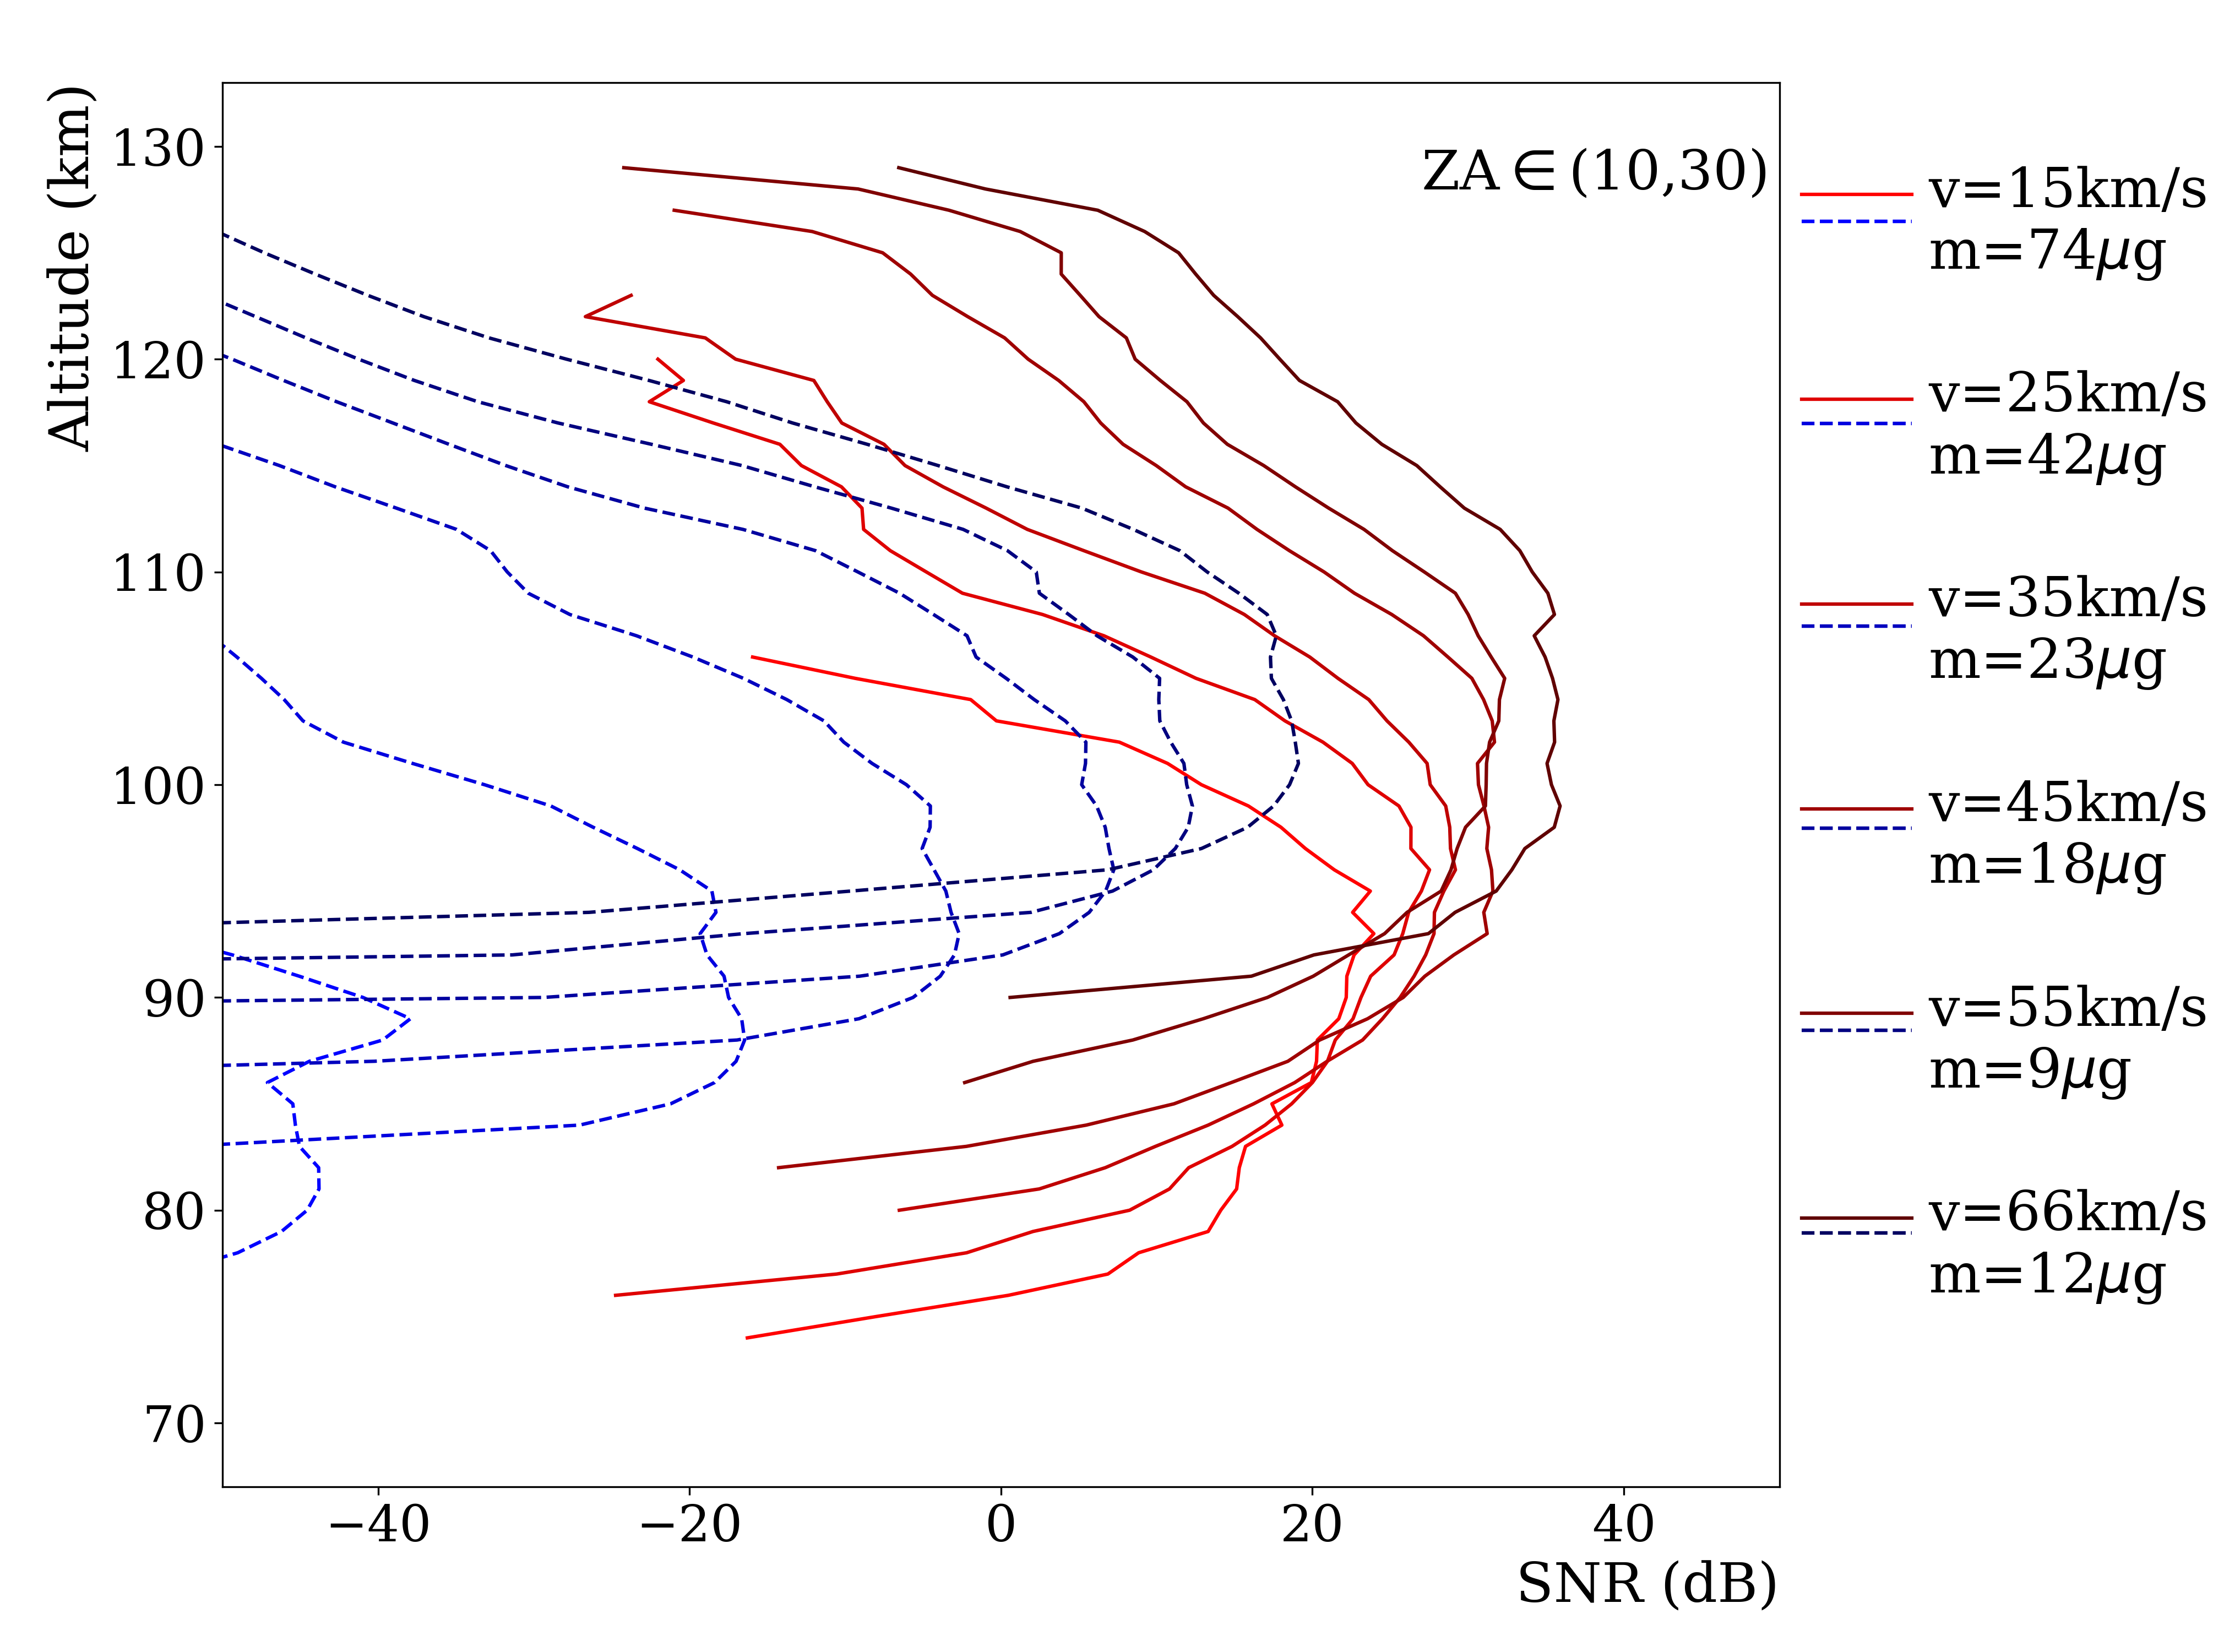 Altitude (km)
130
120
110
100
90
80
70
−40
−20
0
20
40
SNR (dB)
ZA ∈ (10,30)
v=15km/s
m=74μg
v=25km/s
m=42μg
v=35km/s
m=23μg
v=45km/s
m=18μg
v=55km/s
m=9μg
v=66km/s
m=12μg